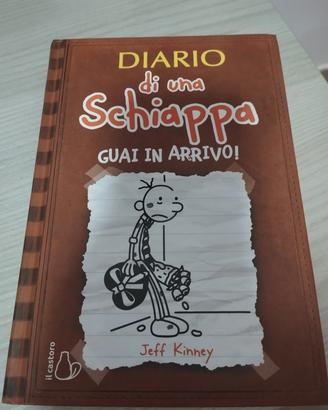 DIARIO
di una
Schiappa
GUAI IN ARRIVO!
Jeff Kinney
il castoro